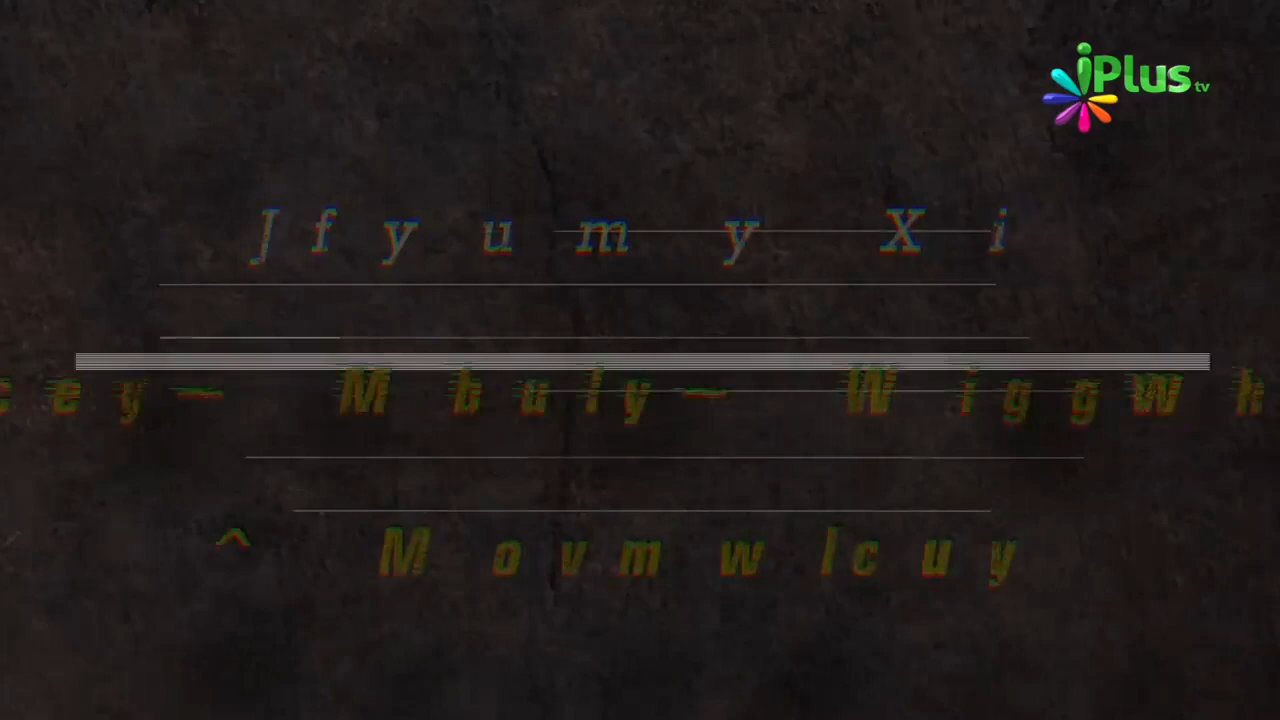 iPlus tv
J f y u m y X i
c e y — M b u l y — W i g g W h
^ M o v m w l c u y